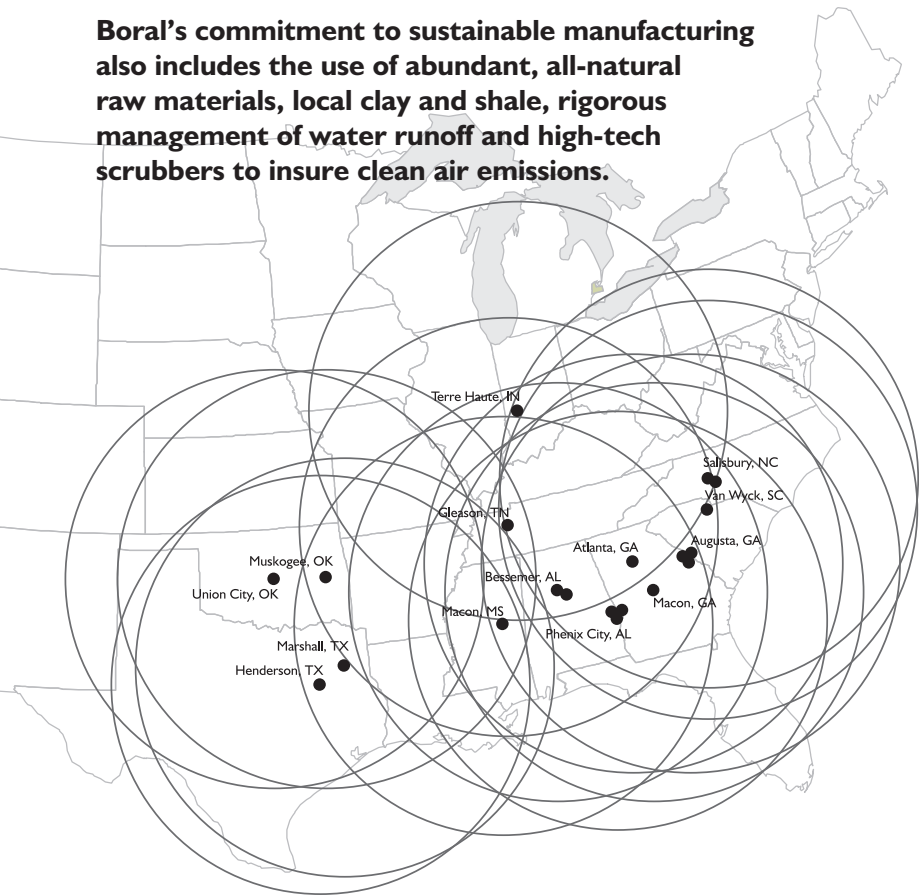 Boral’s commitment to sustainable manufacturing
also includes the use of abundant, all-natural
raw materials, local clay and shale, rigorous
management of water runoff and high-tech
scrubbers to insure clean air emissions.
Terre Haute, IN
Salisbury, NC
Van Wyck, SC
Gleason, TN
Augusta, GA
Atlanta, GA
Muskogee, OK
Bessemer, AL
Union City, OK
Macon, GA
Macon, MS
Phenix City, AL
Marshall, TX
Henderson, TX